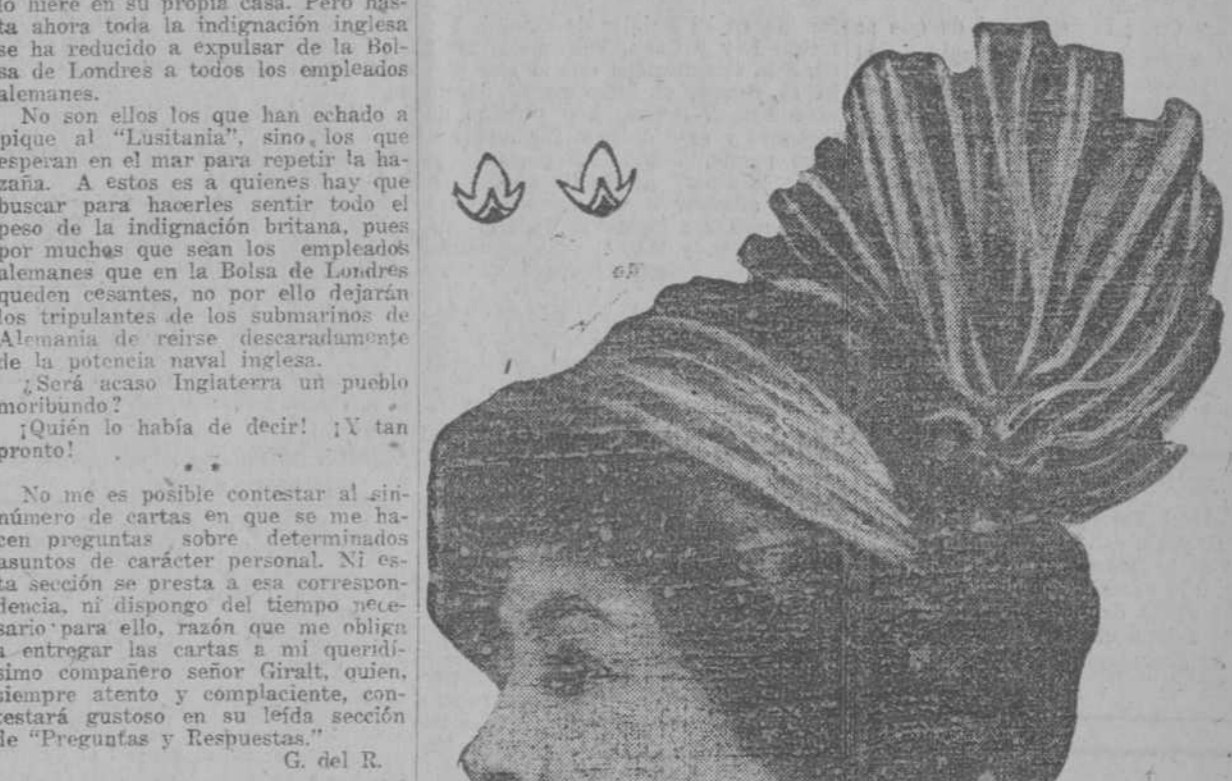 lo hiere en su propia casa. Pero has-
ta ahora toda la indignación inglesa
se ha reducido a expulsar de la Bol-
sa de Londres a todos los empleados
alemanes.
No son ellos los que han echado a
pique al “Lusitania”, sino los que
esperan en el mar para repetir la ha-
zaña. A estos es a quienes hay que
buscar para hacerles sentir todo el
peso de la indignación britana, pues
por muchos que sean los empleados
alemanes que en la Bolsa de Londres
queden cesantes, no por ello dejarán
los tripulantes de los submarinos de
Alemania de reirse descaradamente
de la potencia naval inglesa.
¿Será acaso Inglaterra un pueblo
moribundo?
¡Quién lo había de decir! ¡Y tan
pronto!
* *
No me es posible contestar al sin-
número de cartas en que se me ha-
cen preguntas sobre determinados
asuntos de carácter personal. Ni es-
ta sección se presta a esa correspon-
dencia, ni dispongo del tiempo nece-
sario para ello, razón que me obliga
a entregar las cartas a mi queridí-
simo compañero señor Giralt, quien,
siempre atento y complaciente, con-
testará gustoso en su leída sección
de “Preguntas y Respuestas.”
G. del R.